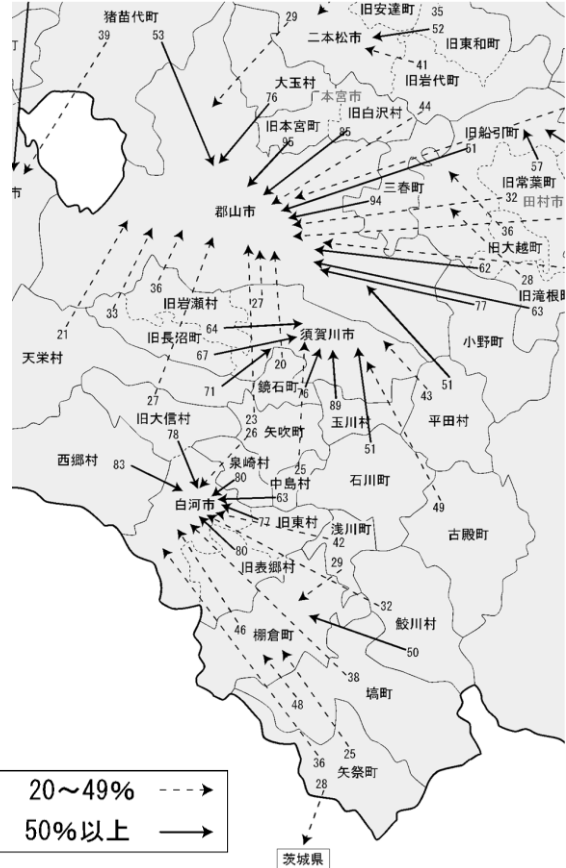 猪苗代町
29
旧安達町
35
39
53
二本松市
52
旧東和町
41
旧岩代町
大玉村
76
本宮市
旧白沢村
44
旧本宮町
85
95
旧船引町
51
57
三春町
旧常葉町
94
32
田村市
市
郡山市
36
旧大越町
62
28
旧滝根町
36
旧岩瀬村
27
77
63
33
64
須賀川市
小野町
21
旧長沼町
天栄村
67
20
51
71
鏡石町
6
89
玉川村
43
平田村
27
旧大信村
23
26
矢吹町
51
78
西郷村
83
泉崎村
80
25
中島村
石川町
63
白河市
49
古殿町
77
旧東村
浅川町
42
80
旧表郷村
29
32
鮫川村
46
棚倉町
50
38
塙町
48
36
25
矢祭町
28
20〜49%
50%以上
茨城県